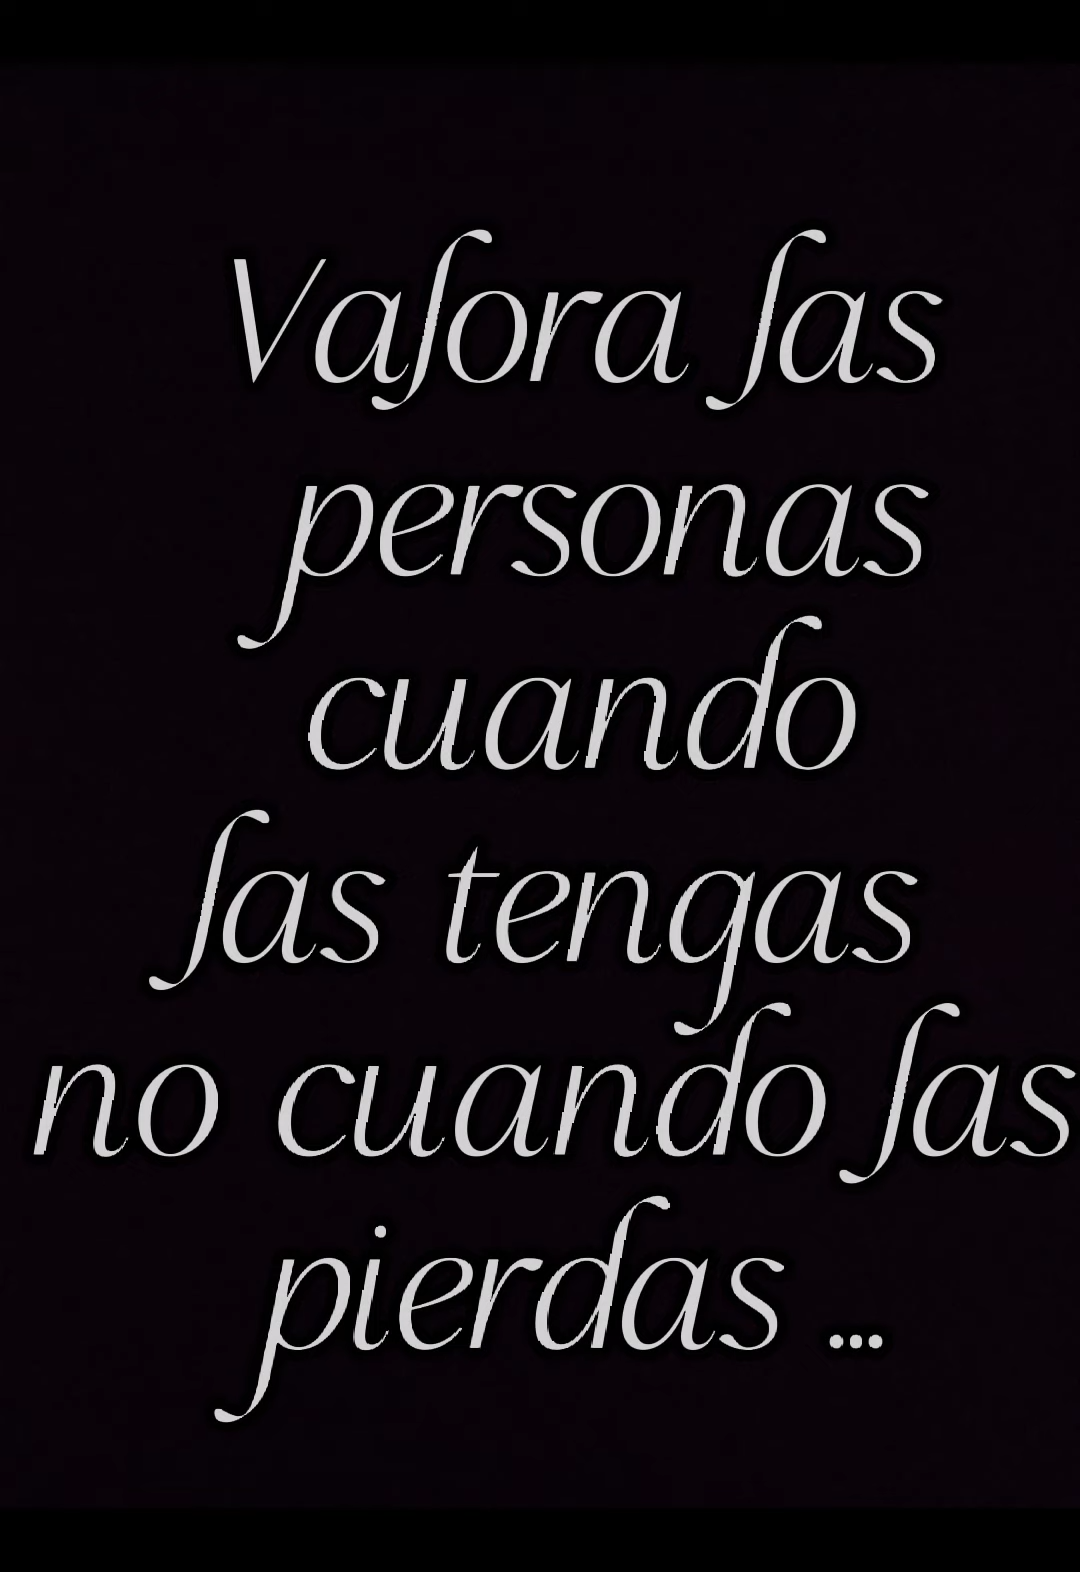 Valora las
personas
cuando
las tengas
no cuando las
pierdas ...